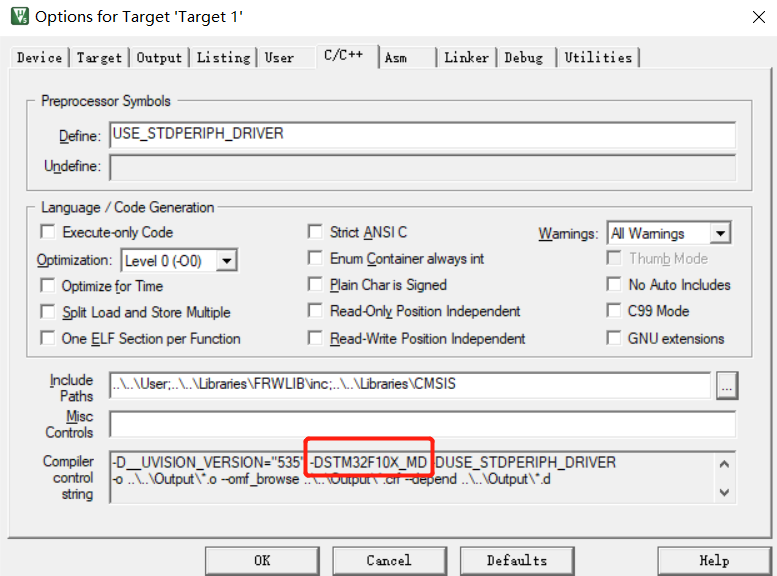 Options for Target 'Target 1'
Device Target Output Listing User C/C++ Asm Linker Debug Utilities
Preprocessor Symbols
Define: USE_STDPERIPH_DRIVER
Undefine:
Language / Code Generation
Execute-only Code
Strict ANSI C
Warnings: All Warnings
Optimization: Level 0 (-O0)
Enum Container always int
Thumb Mode
Optimize for Time
Plain Char is Signed
No Auto Includes
Split Load and Store Multiple
Read-Only Position Independent
C99 Mode
One ELF Section per Function
Read-Write Position Independent
GNU extensions
Include
Paths
..\..\User;..\..\Libraries\FRWLIB\inc;..\..\Libraries\CMSIS
...
Misc
Controls
Compiler
control
string
-D__UVISION_VERSION="535" -DSTM32F10X_MD -DUSE_STDPERIPH_DRIVER
-o ..\..\Output\*.o --omf_browse ..\..\Output\*.crf --depend ..\..\Output\*.d
OK Cancel Defaults Help